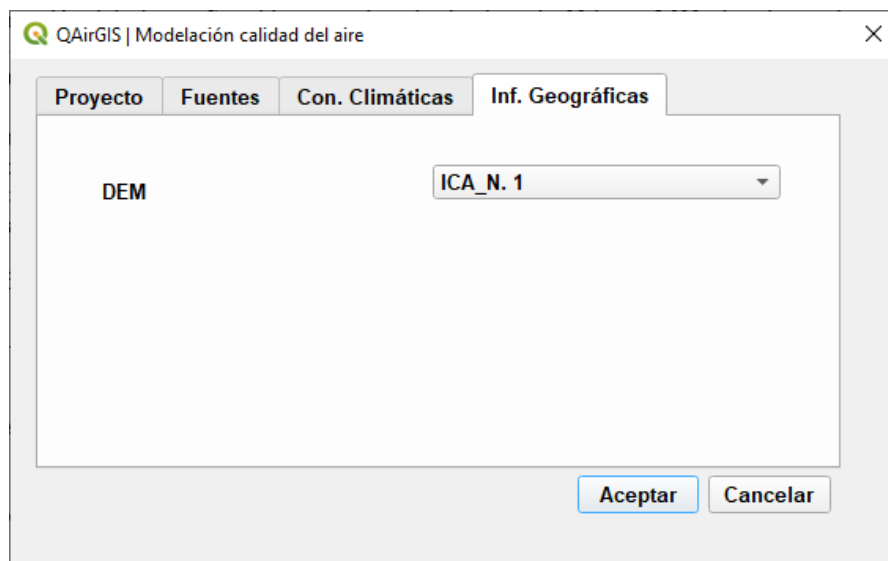 QAirGIS | Modelación calidad del aire
Proyecto Fuentes Con. Climáticas Inf. Geográficas
DEM ICA_N. 1
Aceptar Cancelar